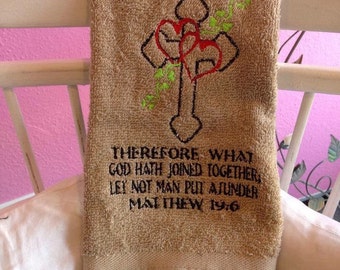 THEREFORE WHAT
GOD HATH JOINED TOGETHER,
LET NOT MAN PUT ASUNDER
MATTHEW 19:6